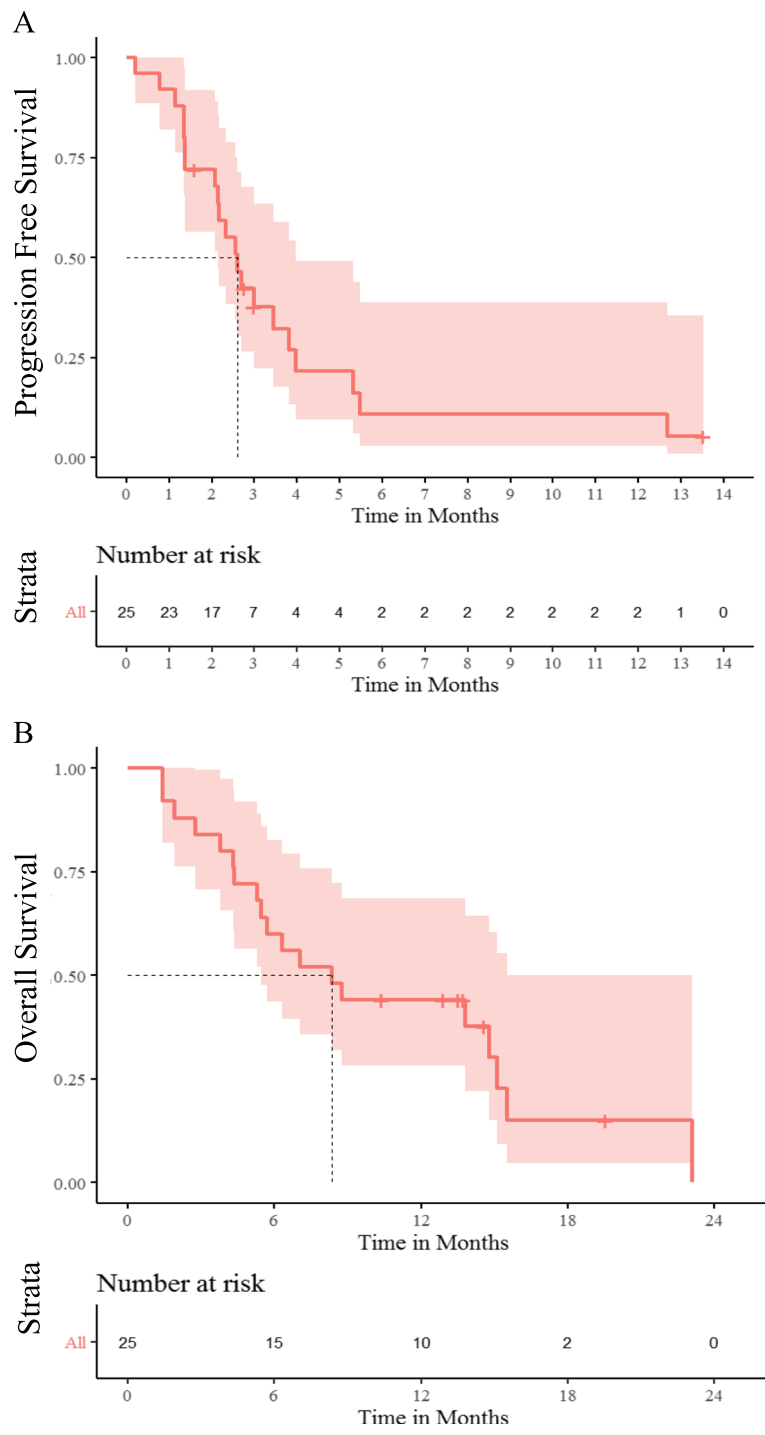 A
Progression Free Survival
1.00
0.75
0.50
0.25
0.00
0 1 2 3 4 5 6 7 8 9 10 11 12 13 14
Time in Months
Number at risk
Strata
All 25 23 17 7 4 4 2 2 2 2 2 2 2 1 0
0 1 2 3 4 5 6 7 8 9 10 11 12 13 14
Time in Months
B
Overall Survival
1.00
0.75
0.50
0.25
0.00
0 6 12 18 24
Time in Months
Number at risk
Strata
All 25 15 10 2 0
0 6 12 18 24
Time in Months